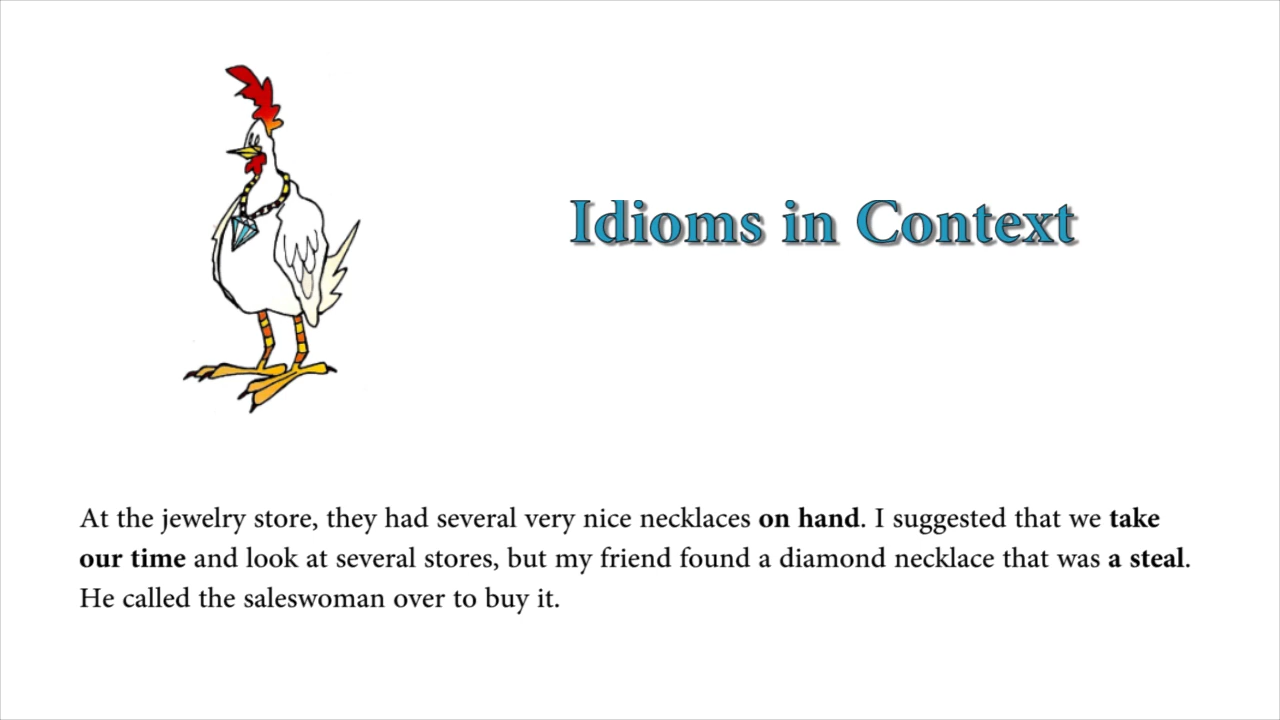 Idioms in Context
At the jewelry store, they had several very nice necklaces on hand. I suggested that we take
our time and look at several stores, but my friend found a diamond necklace that was a steal.
He called the saleswoman over to buy it.